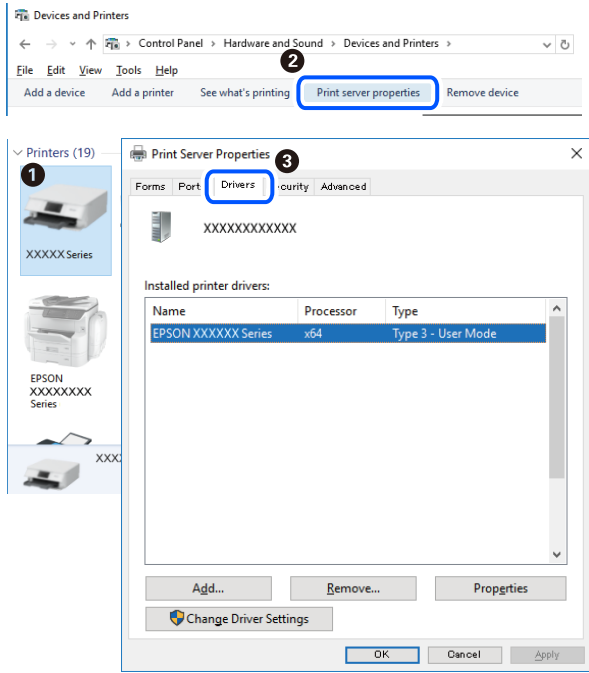 Devices and Printers
Control Panel > Hardware and Sound > Devices and Printers >
File Edit View Tools Help
2
Add a device Add a printer See what's printing Print server properties Remove device
Printers (19)
1
XXXXX Series
EPSON
XXXXXXXX
Series
XXX
Print Server Properties
3
Forms Port Drivers curity Advanced
XXXXXXXXXXXX
Installed printer drivers:
Name Processor Type
EPSON XXXXXX Series x64 Type 3 - User Mode
Add... Remove... Properties
Change Driver Settings
OK Cancel Apply